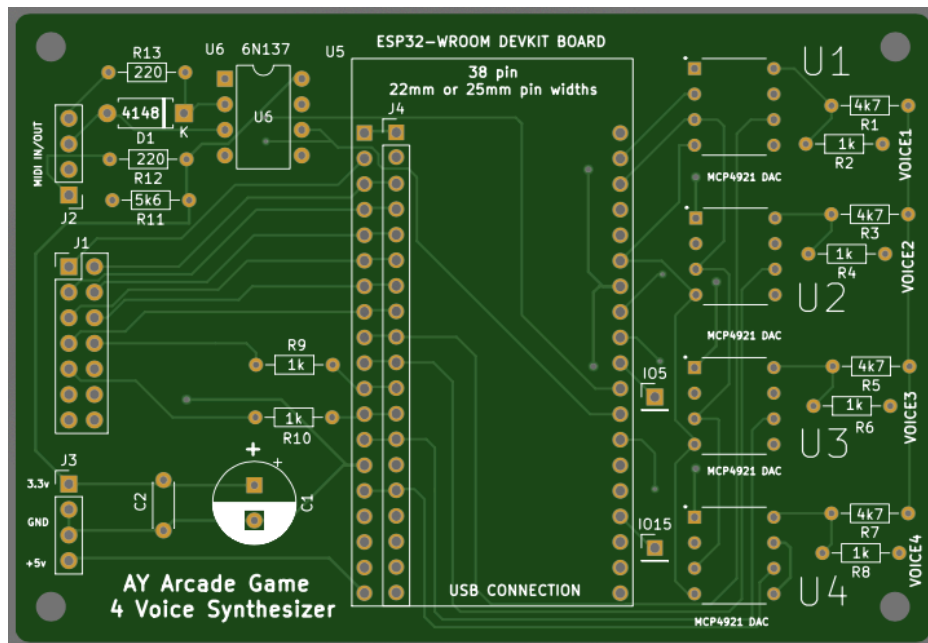 ESP32-WROOM DEVKIT BOARD
38 pin
22mm or 25mm pin widths
J4
U5
U6
6N137
U6
R13
220
4148
D1
K
220
R12
5k6
R11
MIDI IN/OUT
J2
J1
R9
1k
1k
R10
J3
3.3v
GND
+5v
C2
+
+
C1
AY Arcade Game
4 Voice Synthesizer
USB CONNECTION
IO5
IO15
U1
MCP4921 DAC
4k7
R1
1k
R2
VOICE1
U2
MCP4921 DAC
4k7
R3
1k
R4
VOICE2
U3
MCP4921 DAC
4k7
R5
1k
R6
VOICE3
U4
MCP4921 DAC
4k7
R7
1k
R8
VOICE4